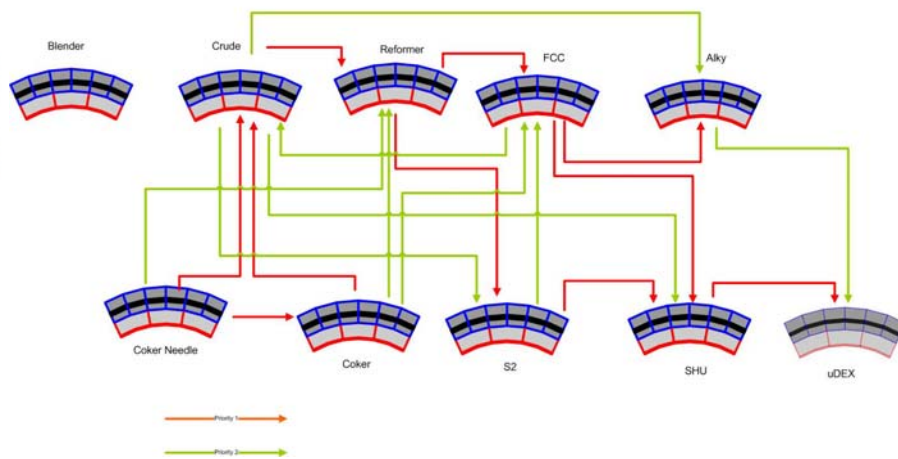 Blender
Crude
Reformer
FCC
Alky
Coker Needle
Coker
S2
SHU
uDEX
Priority 1
Priority 2